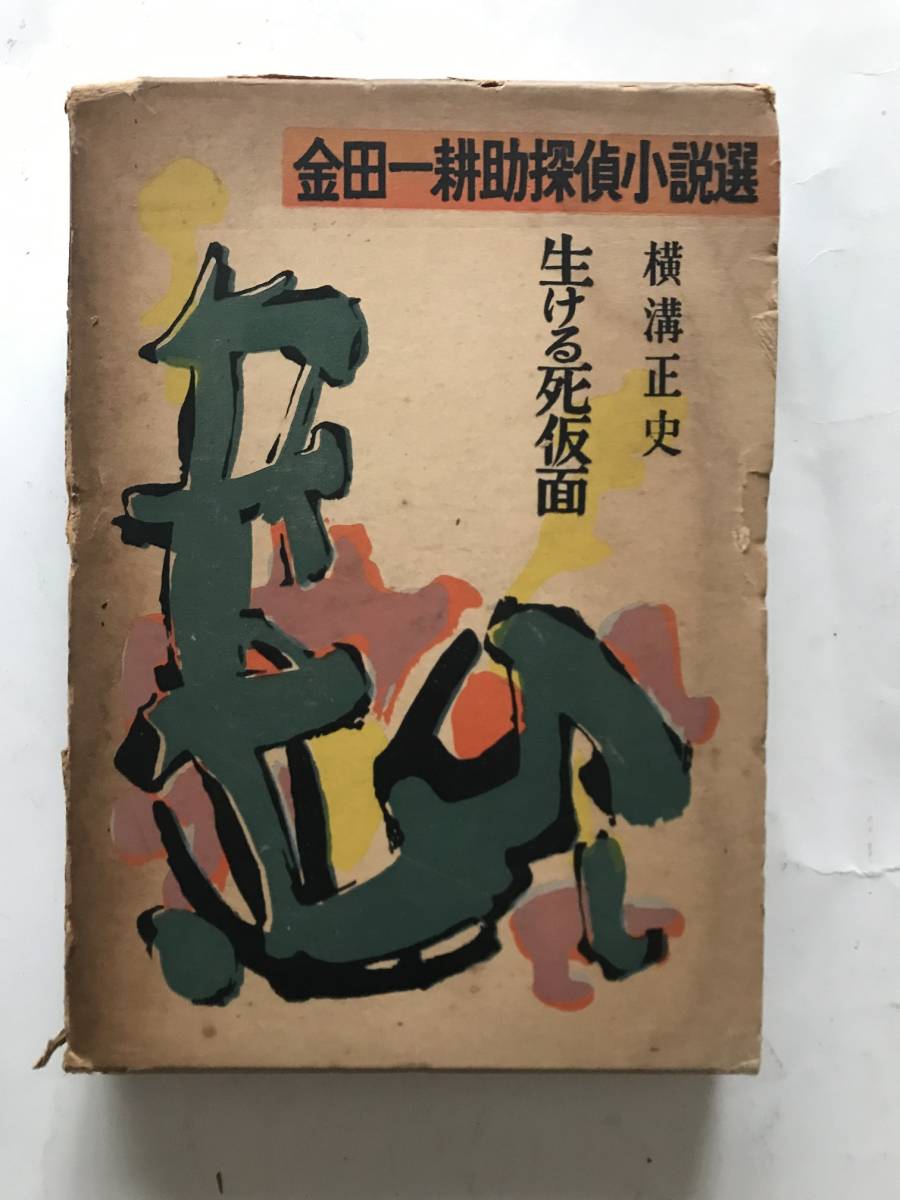 金田一耕助探偵小説選
横溝正史
生ける死仮面